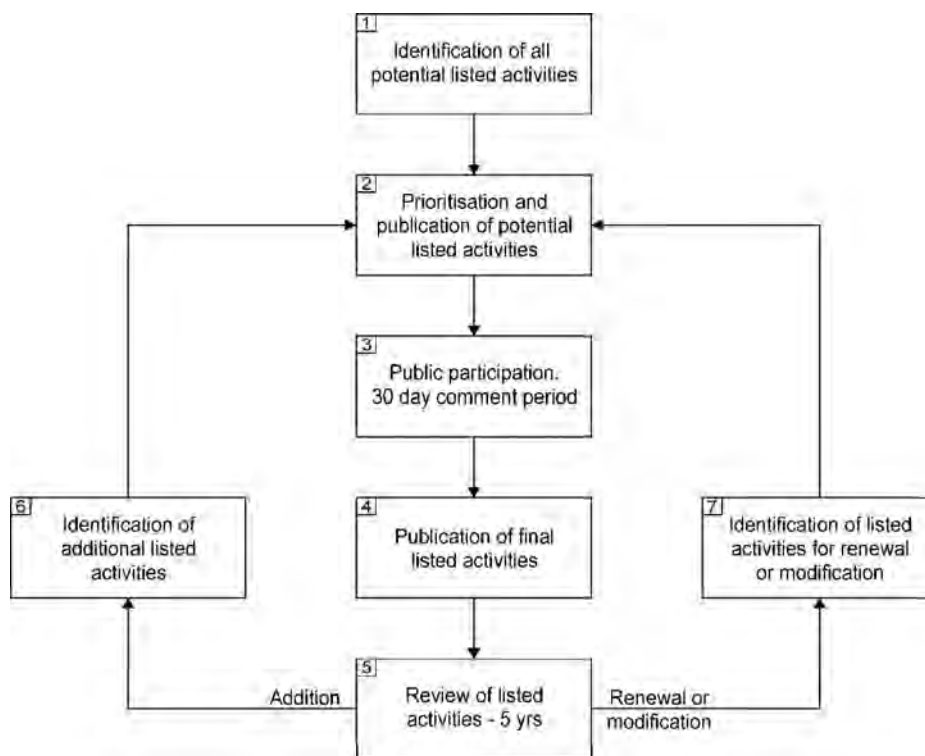 1
Identification of all
potential listed activities
2
Prioritisation and
publication of potential
listed activities
3
Public participation.
30 day comment period
6
Identification of
additional listed
activities
4
Publication of final
listed activities
7
Identification of listed
activities for renewal
or modification
Addition
5
Review of listed
activities - 5 yrs
Renewal or
modification